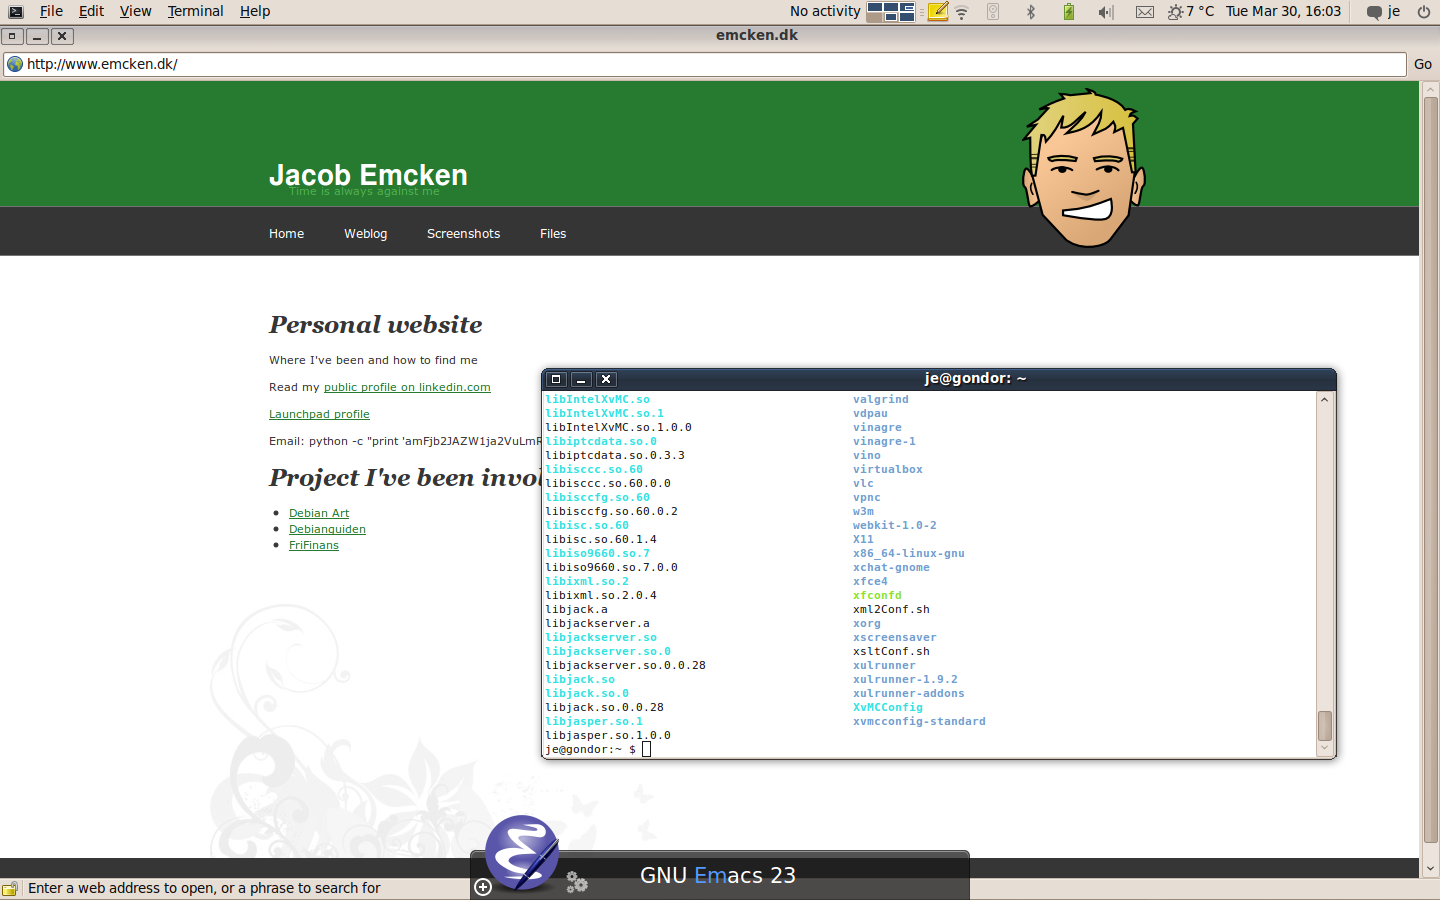 File Edit View Terminal Help No activity 7 °C Tue Mar 30, 16:03 je
emcken.dk
http://www.emcken.dk/ Go
Jacob Emcken
Time is always against me
Home Weblog Screenshots Files
Personal website
Where I've been and how to find me
Read my public profile on linkedin.com
Launchpad profile
Email: python -c "print 'amFjb2JAZW1ja2VuLmR
Project I've been invol
Debian Art
Debianguiden
FriFinans
je@gondor: ~
libIntelXvMC.so valgrind
libIntelXvMC.so.1 vdpau
libIntelXvMC.so.1.0.0 vinagre
libiptcdata.so.0 vinagre-1
libiptcdata.so.0.3.3 vino
libisccc.so.60 virtualbox
libisccc.so.60.0.0 vlc
libisccfg.so.60 vpnc
libisccfg.so.60.0.2 w3m
libisc.so.60 webkit-1.0-2
libisc.so.60.1.4 X11
libiso9660.so.7 x86_64-linux-gnu
libiso9660.so.7.0.0 xchat-gnome
libixml.so.2 xfce4
libixml.so.2.0.4 xfconfd
libjack.a xml2Conf.sh
libjackserver.a xorg
libjackserver.so xscreensaver
libjackserver.so.0 xsltConf.sh
libjackserver.so.0.0.28 xulrunner
libjack.so xulrunner-1.9.2
libjack.so.0 xulrunner-addons
libjack.so.0.0.28 XvMCConfig
libjasper.so.1 xvmcconfig-standard
libjasper.so.1.0.0
je@gondor:~ $
GNU Emacs 23
Enter a web address to open, or a phrase to search for